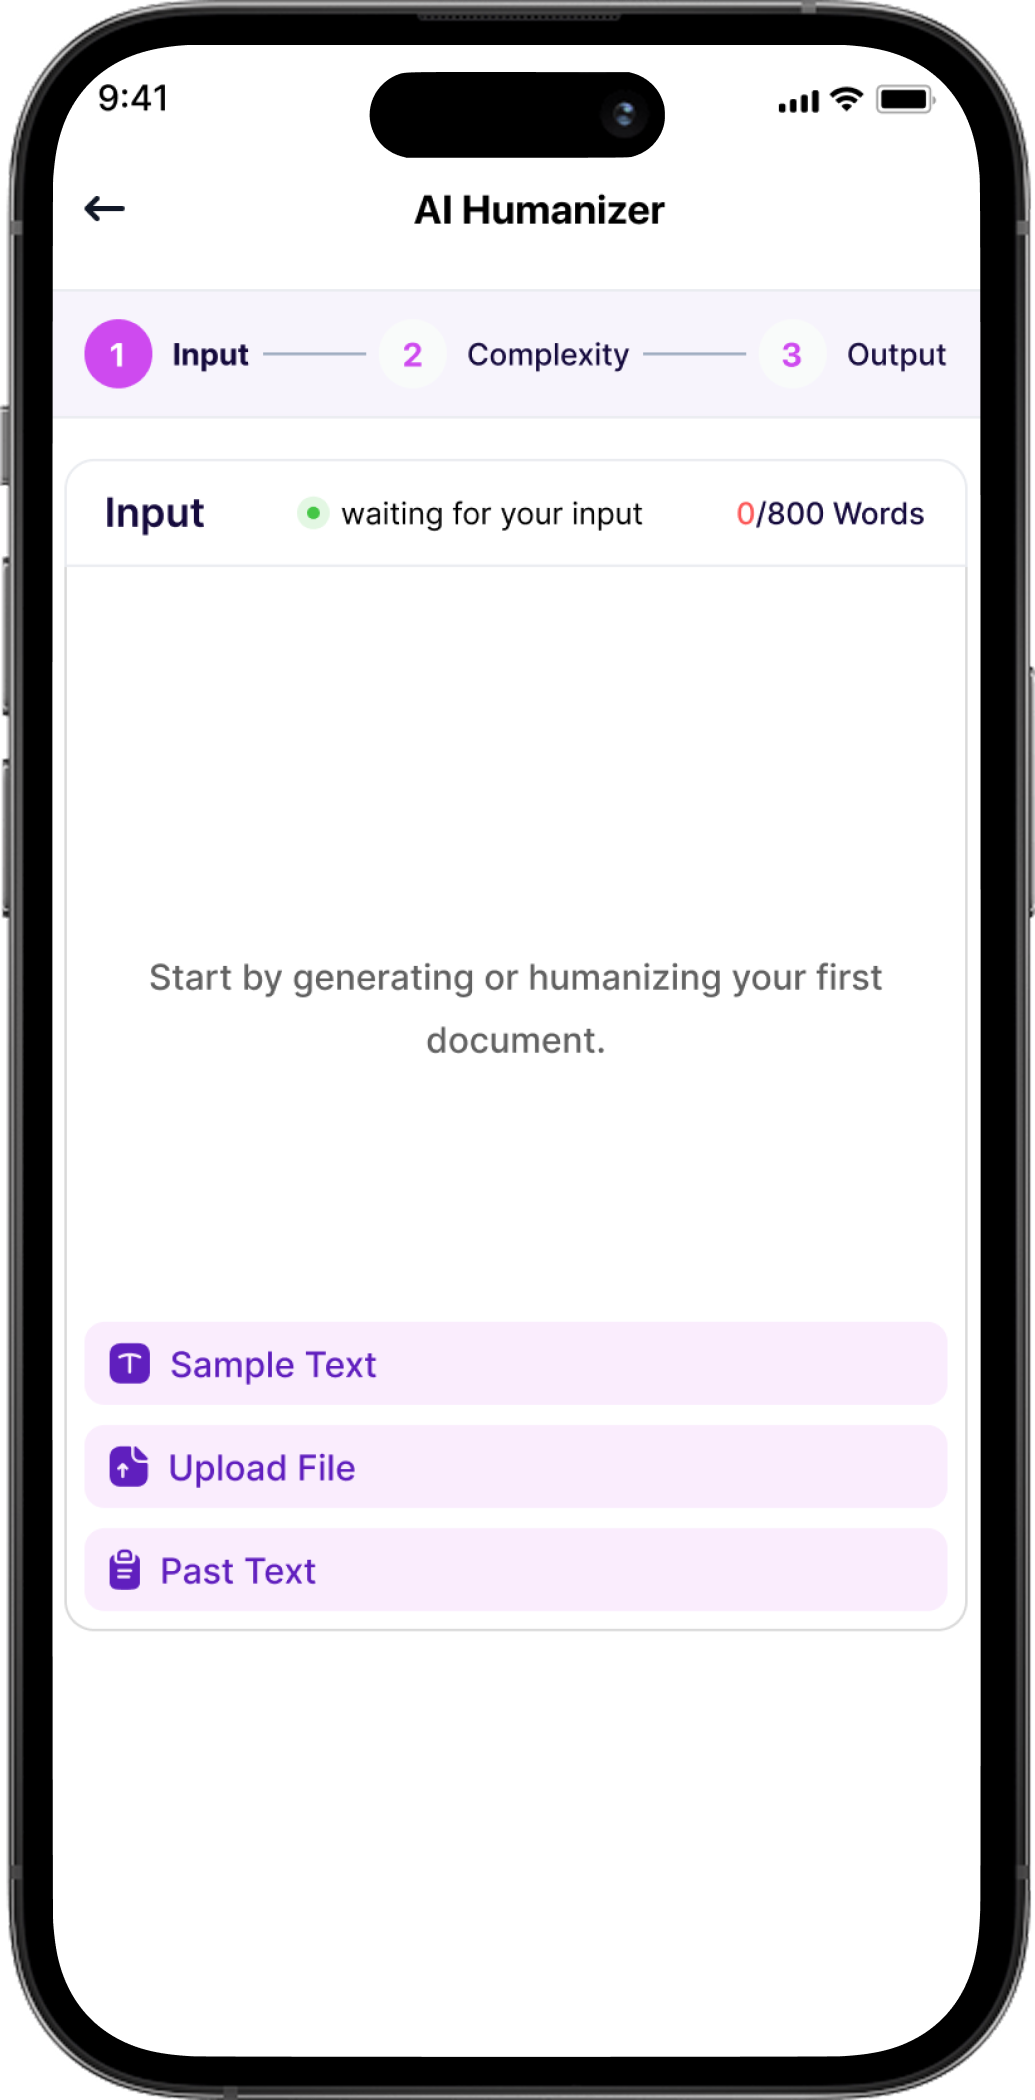 9:41
AI Humanizer
1 Input 2 Complexity 3 Output
Input waiting for your input 0/800 Words
Start by generating or humanizing your first
document.
Sample Text
Upload File
Past Text